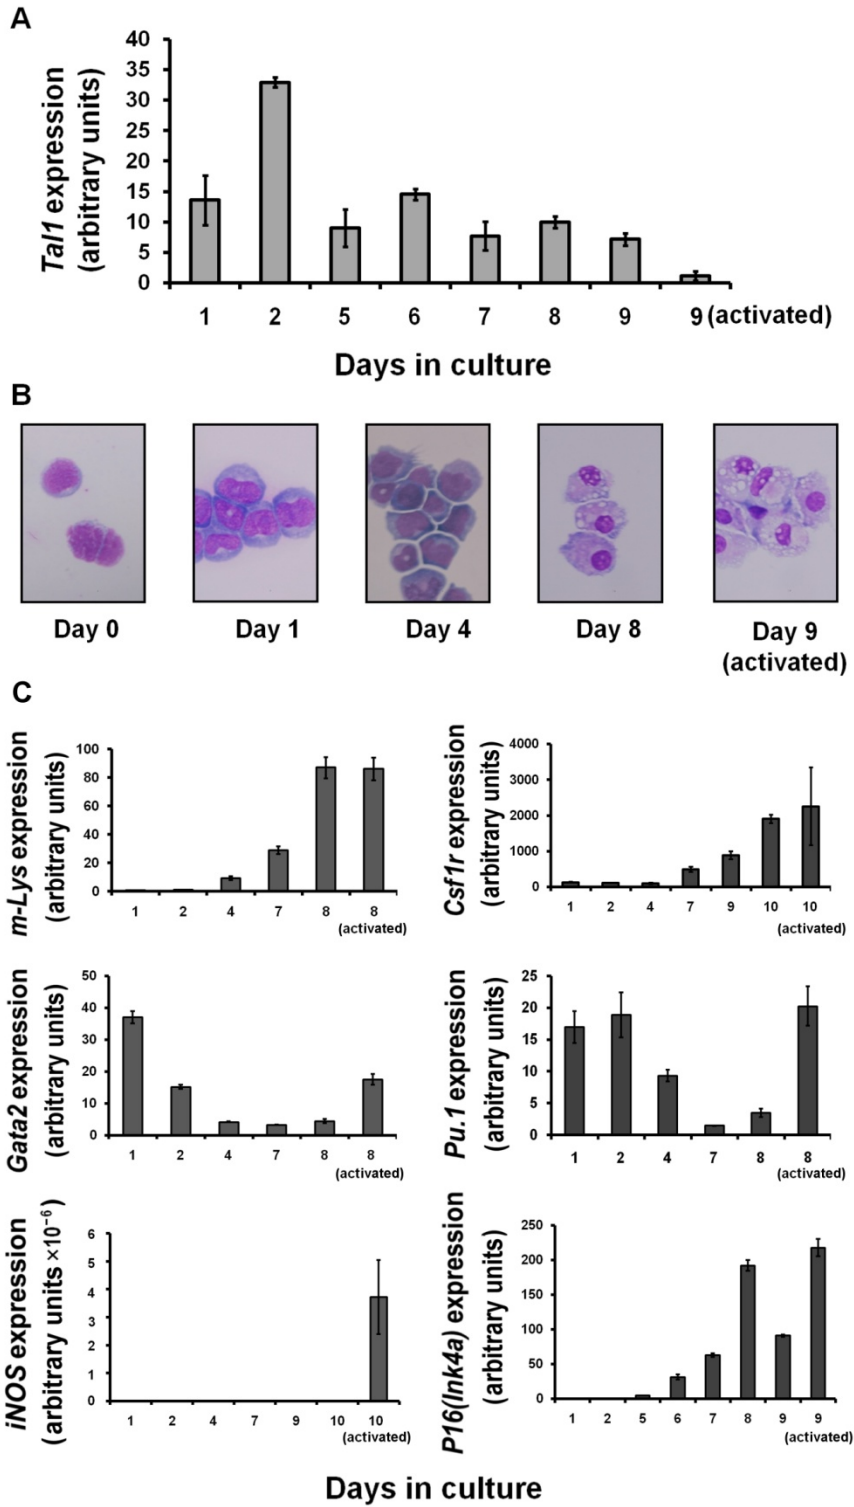 A
Tal1 expression
(arbitrary units)
40
35
30
25
20
15
10
5
0
1 2 5 6 7 8 9 9 (activated)
Days in culture
B
Day 0 Day 1 Day 4 Day 8 Day 9
(activated)
C
m-Lys expression
(arbitrary units)
100
80
60
40
20
0
1 2 4 7 8 8
(activated)
Csf1r expression
(arbitrary units)
4000
3000
2000
1000
0
1 2 4 7 9 10 10
(activated)
Gata2 expression
(arbitrary units)
50
40
30
20
10
0
1 2 4 7 8 8
(activated)
Pu.1 expression
(arbitrary units)
25
20
15
10
5
0
1 2 4 7 8 8
(activated)
iNOS expression
(arbitrary units ×10⁻⁶)
6
5
4
3
2
1
0
1 2 4 7 9 10 10
(activated)
P16(Ink4a) expression
(arbitrary units)
250
200
150
100
50
0
1 2 5 6 7 8 9 9
(activated)
Days in culture